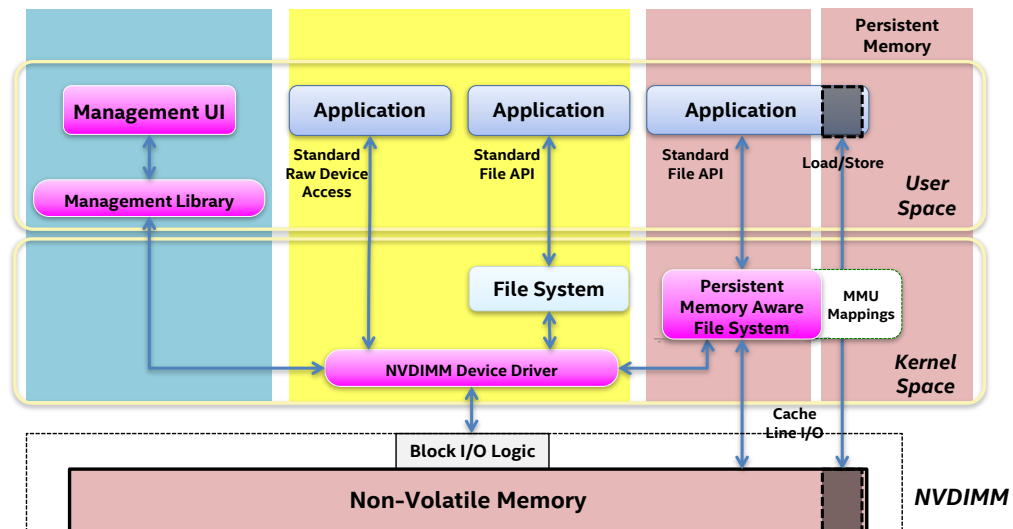 Persistent
Memory
Management UI
Application
Application
Application
Standard
Raw Device
Access
Standard
File API
Standard
File API
Load/Store
Management Library
User
Space
File System
Persistent
Memory Aware
File System
MMU
Mappings
NVDIMM Device Driver
Kernel
Space
Cache
Line I/O
Block I/O Logic
Non-Volatile Memory
NVDIMM